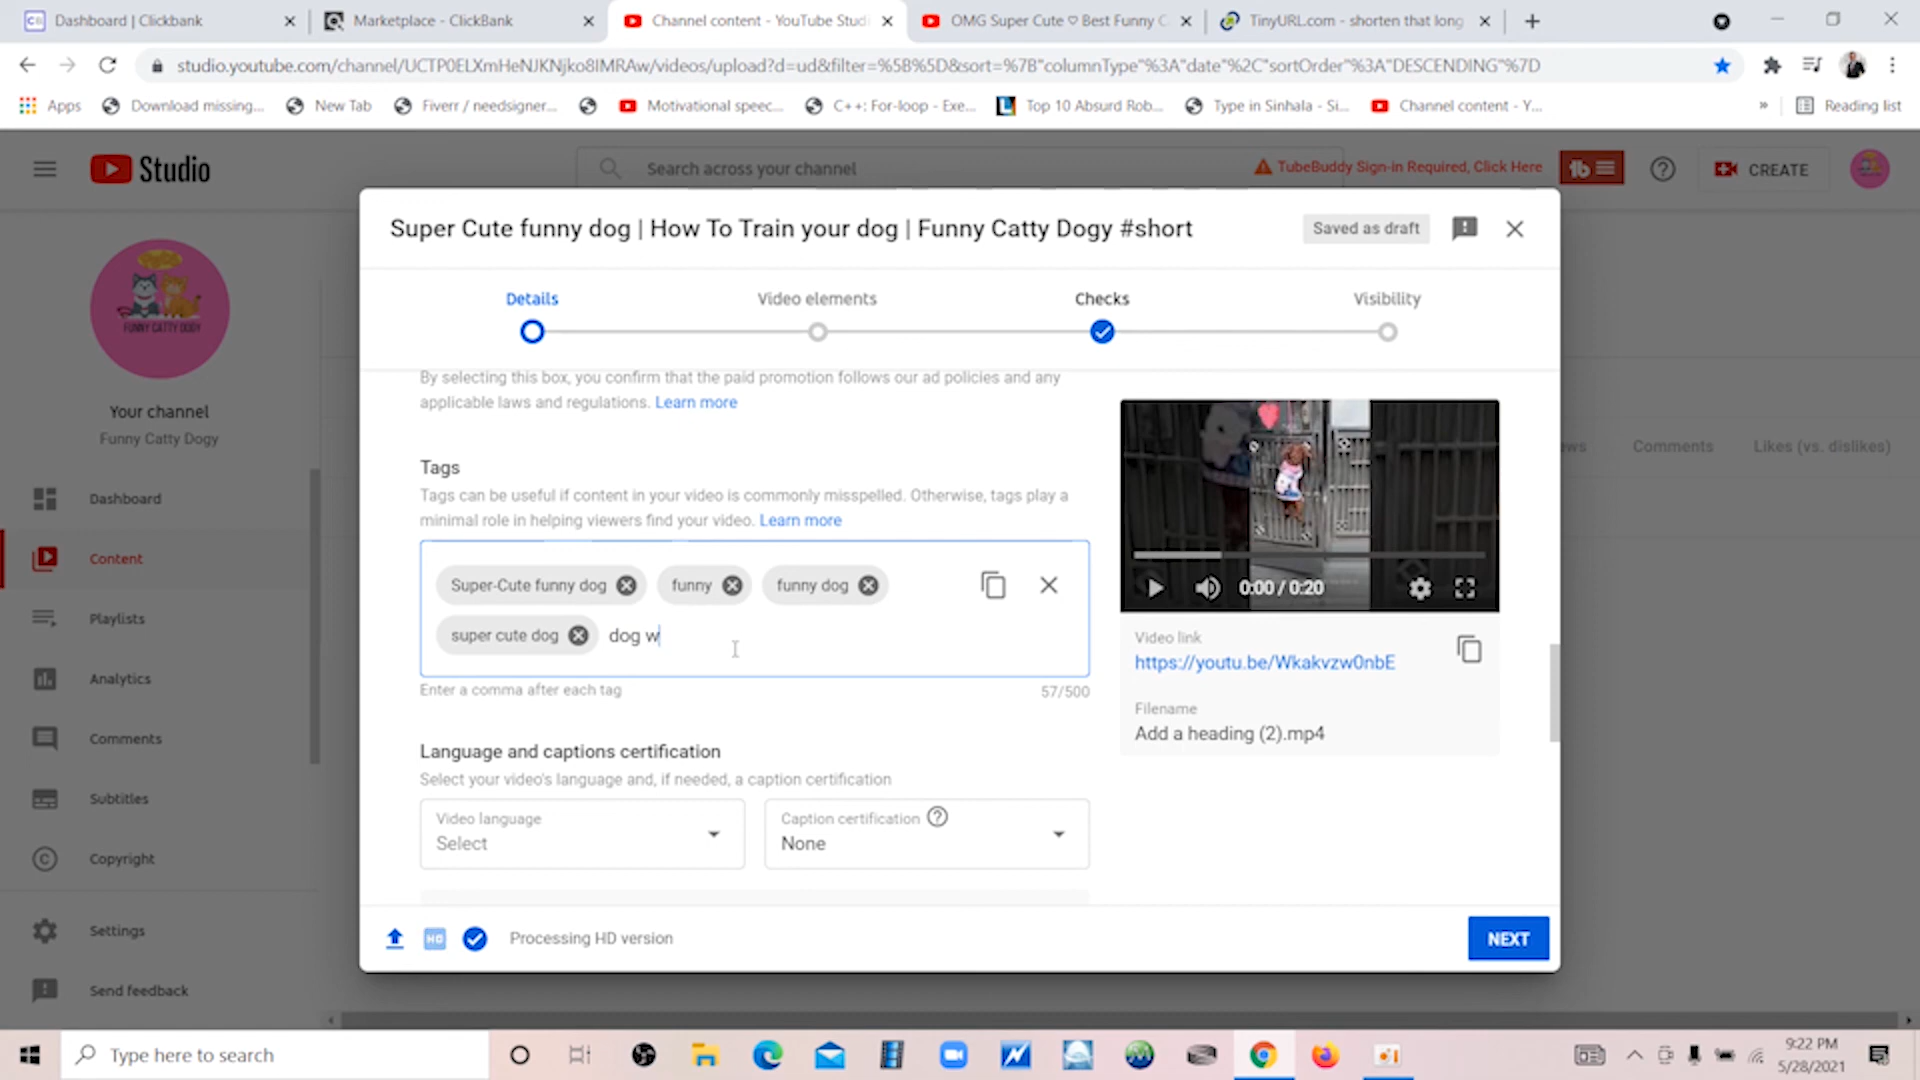 Dashboard | Clickbank
Marketplace - ClickBank
Channel content - YouTube Studi
OMG Super Cute ♡ Best Funny C
TinyURL.com - shorten that long
studio.youtube.com/channel/UCTP0ELXmHeNJKNjko8IMRAw/videos/upload?d=ud&filter=%5B%5D&sort=%7B"columnType"%3A"date"%2C"sortOrder"%3A"DESCENDING"%7D
Apps
Download missing...
New Tab
Fiverr / needsigner...
Motivational speec...
C++: For-loop - Exe...
Top 10 Absurd Rob...
Type in Sinhala - Si...
Channel content - Y...
»
Reading list
Studio
Search across your channel
TubeBuddy Sign-in Required, Click Here
CREATE
Super Cute funny dog | How To Train your dog | Funny Catty Dogy #short
Saved as draft
Details
Video elements
Checks
Visibility
FUNNY CATTY DOGY
Your channel
Funny Catty Dogy
Dashboard
Content
Playlists
Analytics
Comments
Subtitles
Copyright
Settings
Send feedback
By selecting this box, you confirm that the paid promotion follows our ad policies and any
applicable laws and regulations. Learn more
Tags
Tags can be useful if content in your video is commonly misspelled. Otherwise, tags play a
minimal role in helping viewers find your video. Learn more
Super-Cute funny dog
funny
funny dog
super cute dog
dog w
Enter a comma after each tag
57/500
Language and captions certification
Select your video's language and, if needed, a caption certification
Video language
Select
Caption certification
None
0:00 / 0:20
Video link
https://youtu.be/Wkakvzw0nbE
Filename
Add a heading (2).mp4
Comments
Likes (vs. dislikes)
HD
Processing HD version
NEXT
Type here to search
9:22 PM
5/28/2021